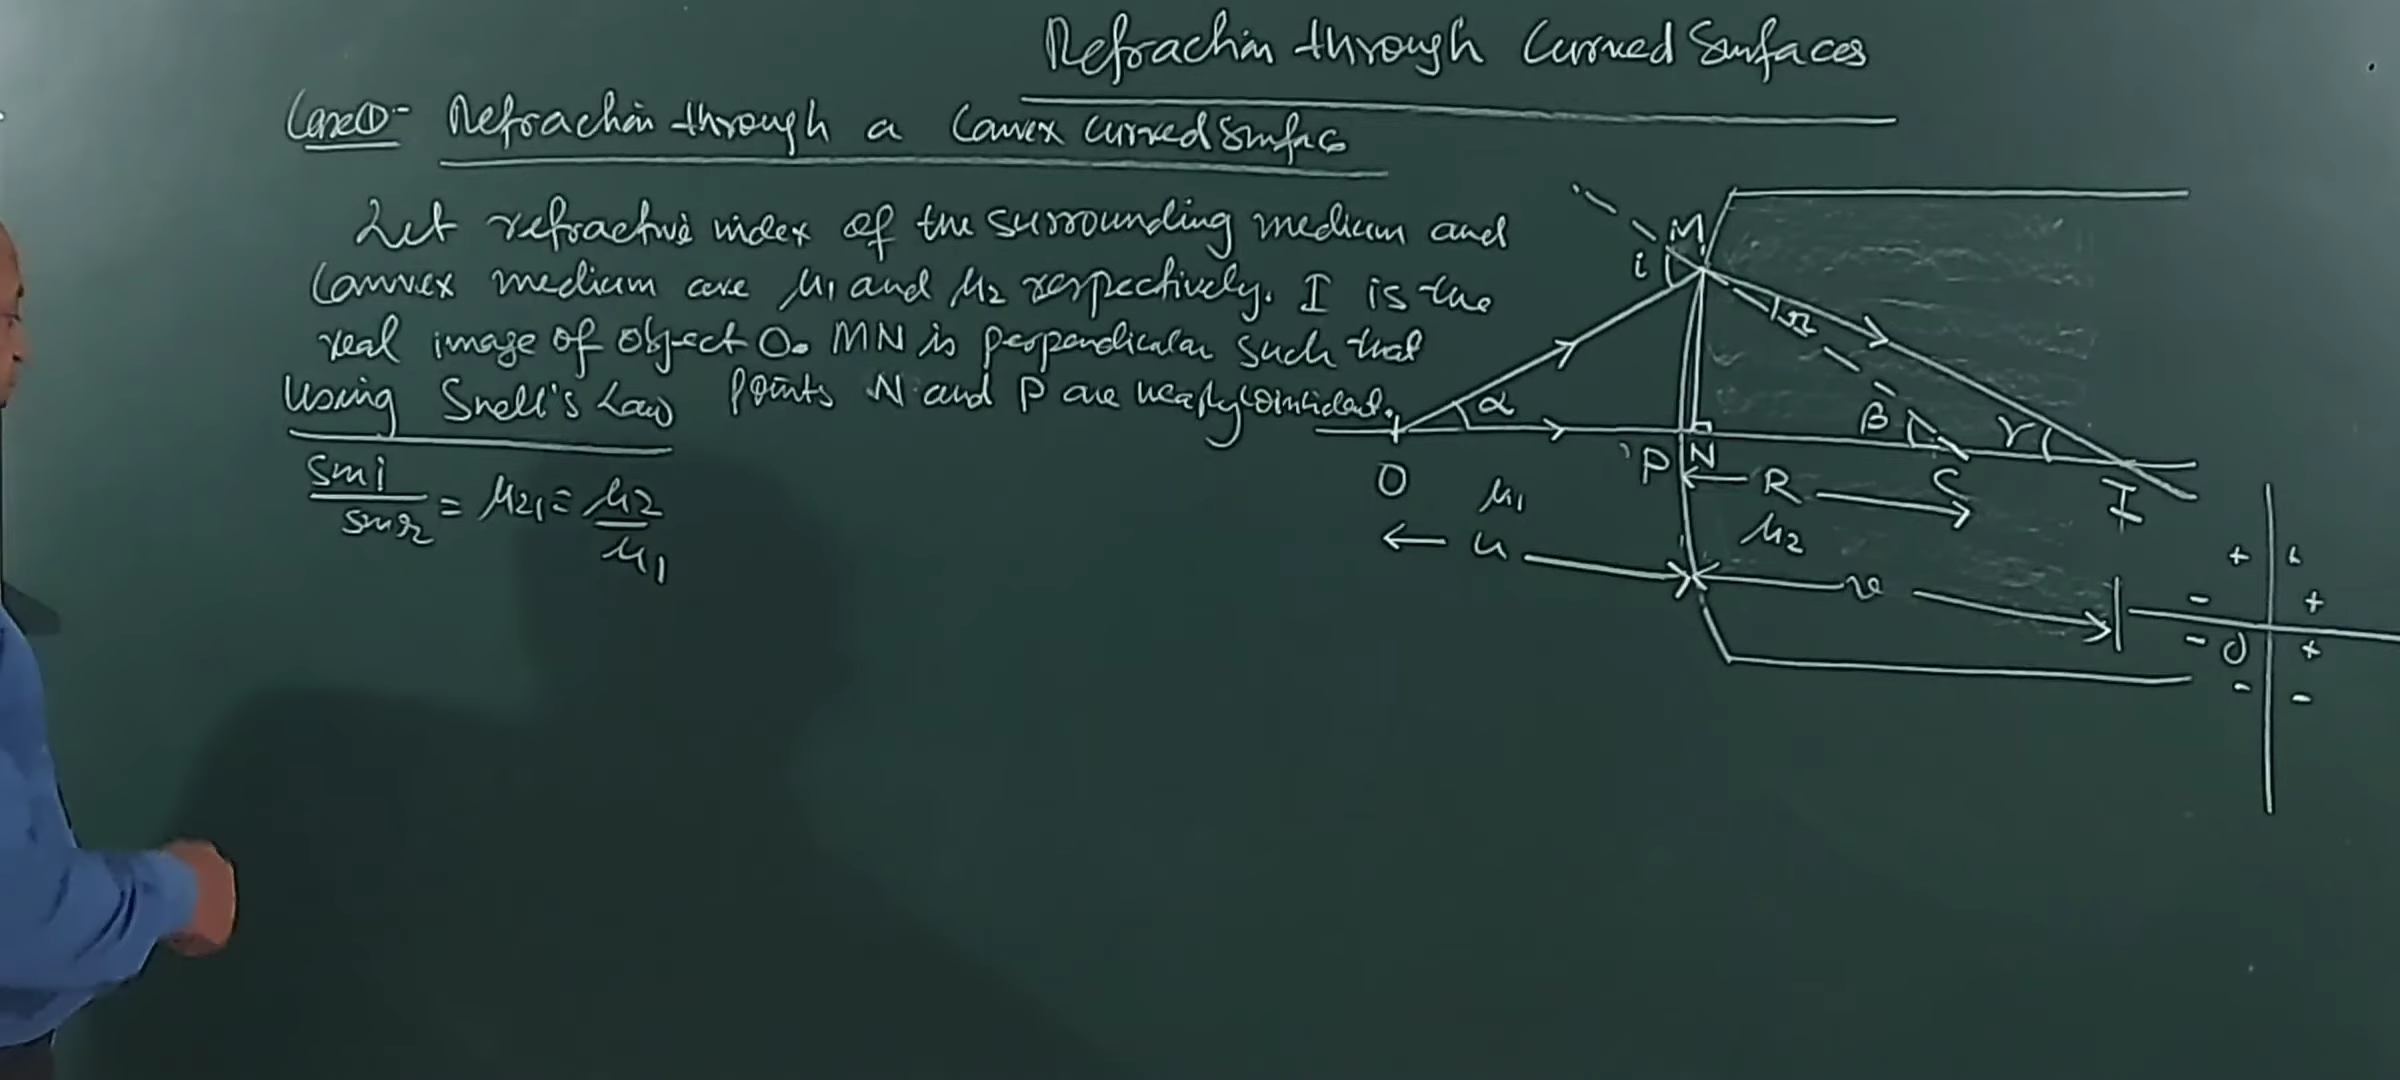 Refraction through Curved Surfaces
Case① - Refraction through a Convex curved Surface
Let refractive index of the surrounding medium and
convex medium are μ₁ and μ₂ respectively. I is the
real image of object O. MN is perpendicular such that
points N and P are nearly coincident.
Using Snell's Law
sin i / sin r = μ₂₁ = μ₂ / μ₁
M
i
r
α
β
γ
O
P
N
C
I
R
μ₁
μ₂
u
v
+
- +
- O +
- -